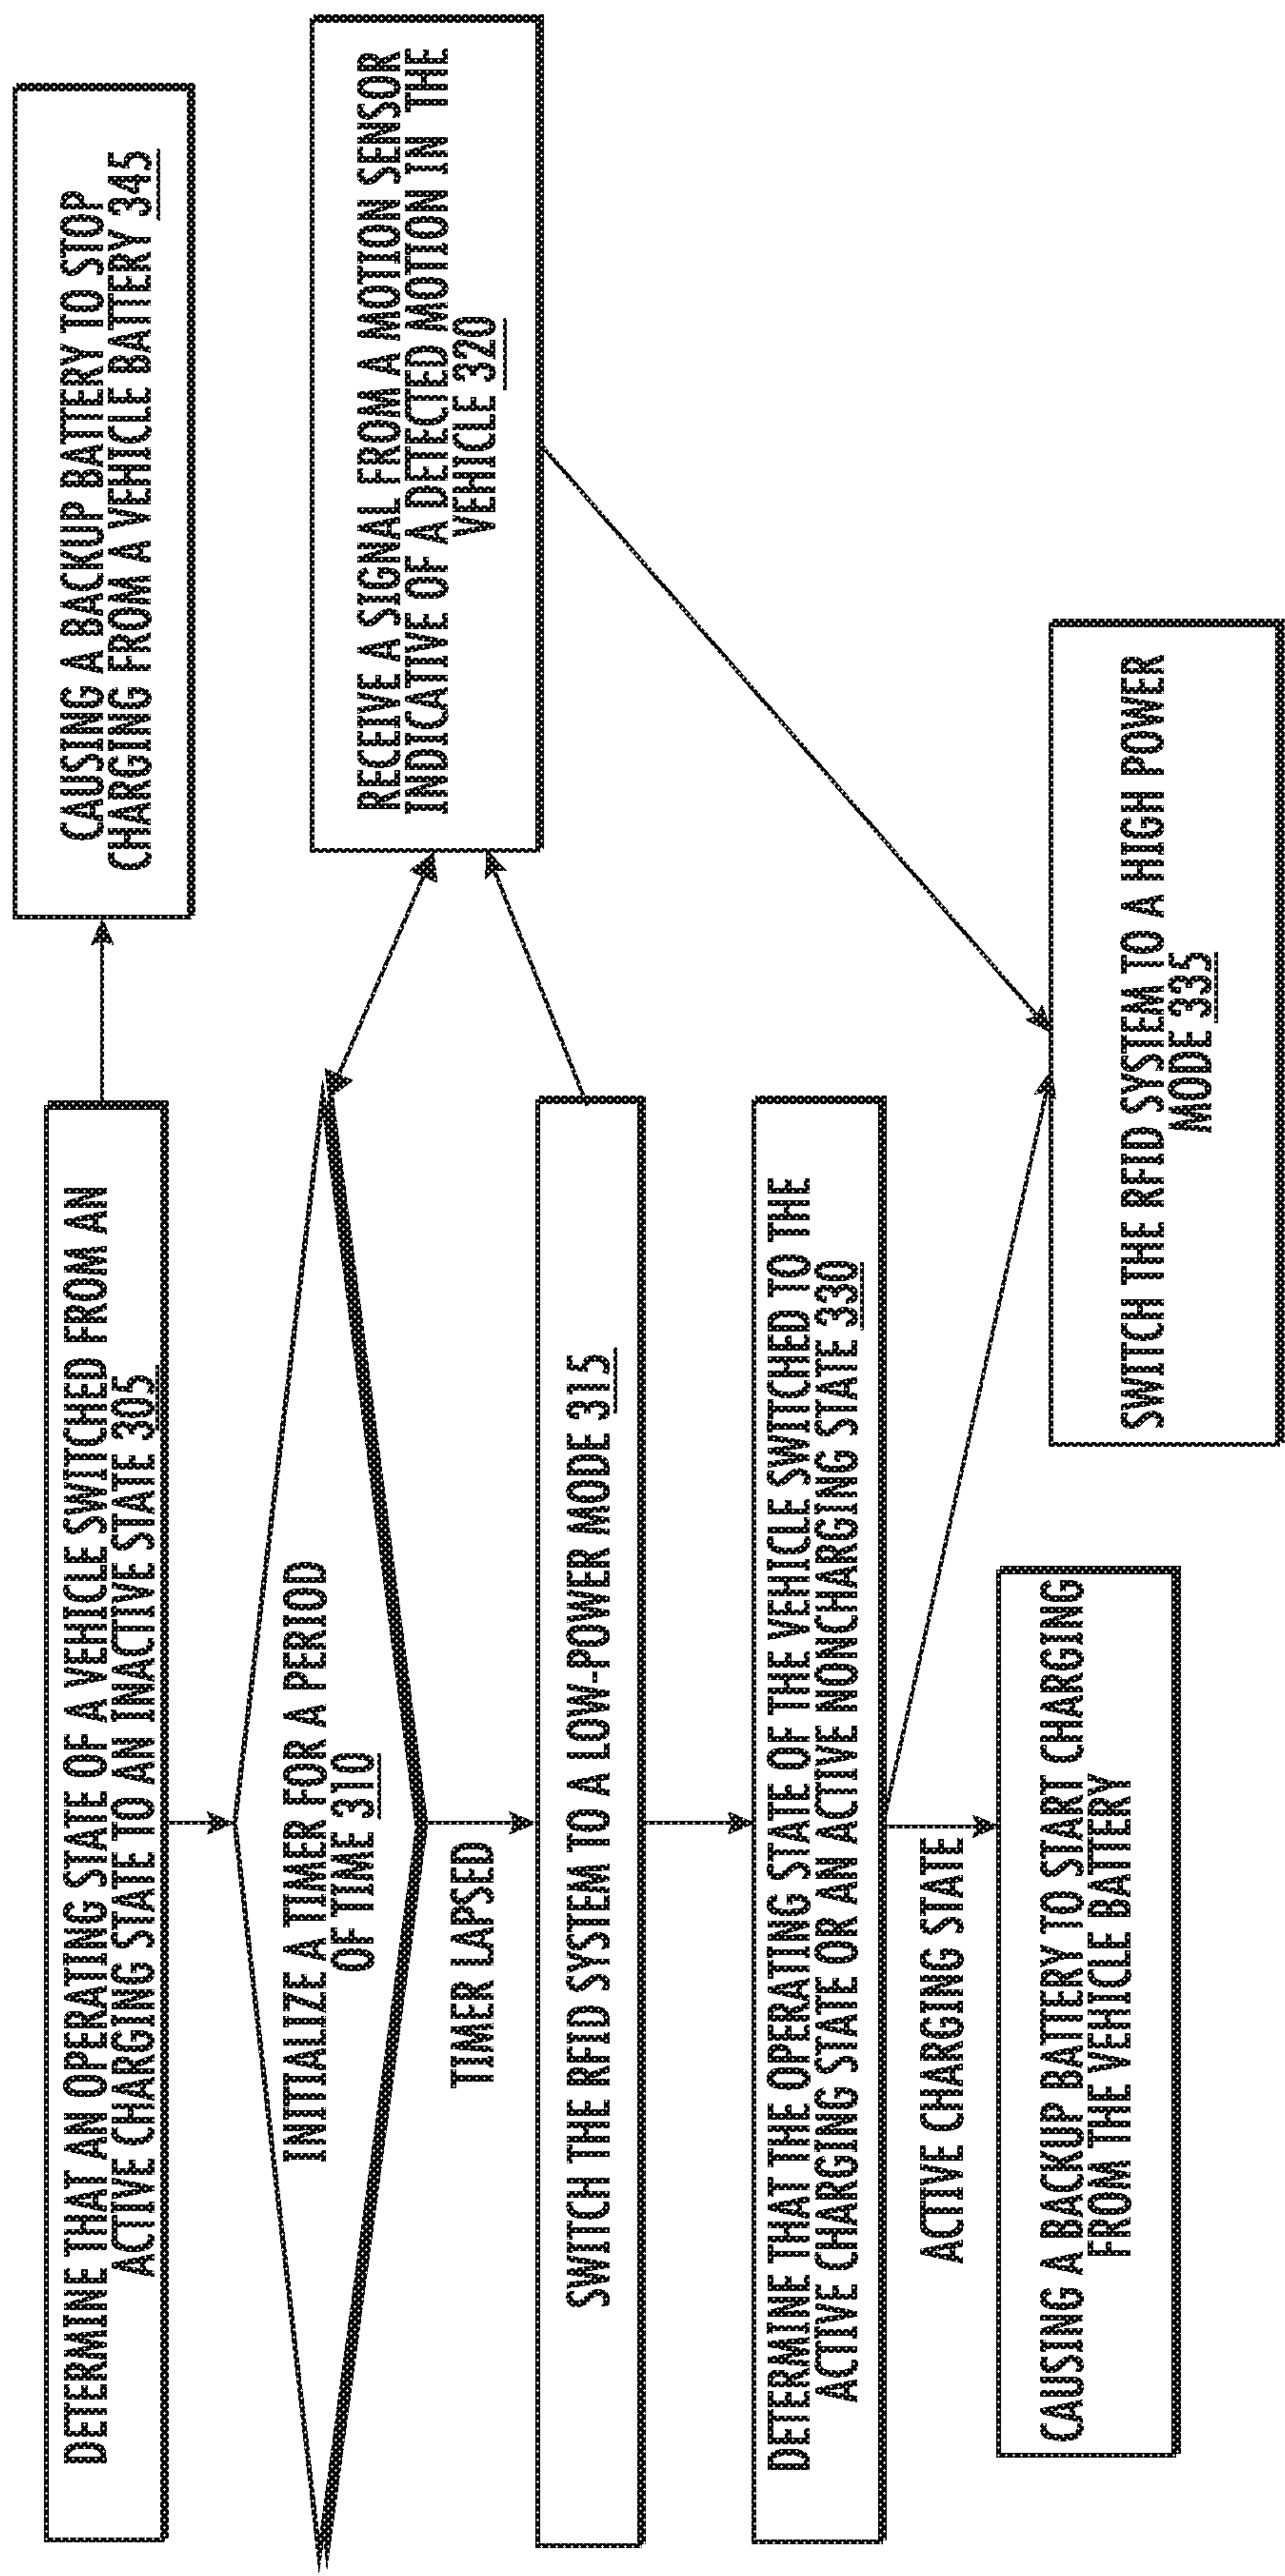 DETERMINE THAT AN OPERATING STATE OF A VEHICLE SWITCHED FROM AN
ACTIVE CHARGING STATE TO AN INACTIVE STATE 305
CAUSING A BACKUP BATTERY TO STOP
CHARGING FROM A VEHICLE BATTERY 345
INITIALIZE A TIMER FOR A PERIOD
OF TIME 310
RECEIVE A SIGNAL FROM A MOTION SENSOR
INDICATIVE OF A DETECTED MOTION IN THE
VEHICLE 320
TIMER LAPSED
SWITCH THE RFID SYSTEM TO A LOW-POWER MODE 315
DETERMINE THAT THE OPERATING STATE OF THE VEHICLE SWITCHED TO THE
ACTIVE CHARGING STATE OR AN ACTIVE NONCHARGING STATE 330
ACTIVE CHARGING STATE
CAUSING A BACKUP BATTERY TO START CHARGING
FROM THE VEHICLE BATTERY
SWITCH THE RFID SYSTEM TO A HIGH POWER
MODE 335